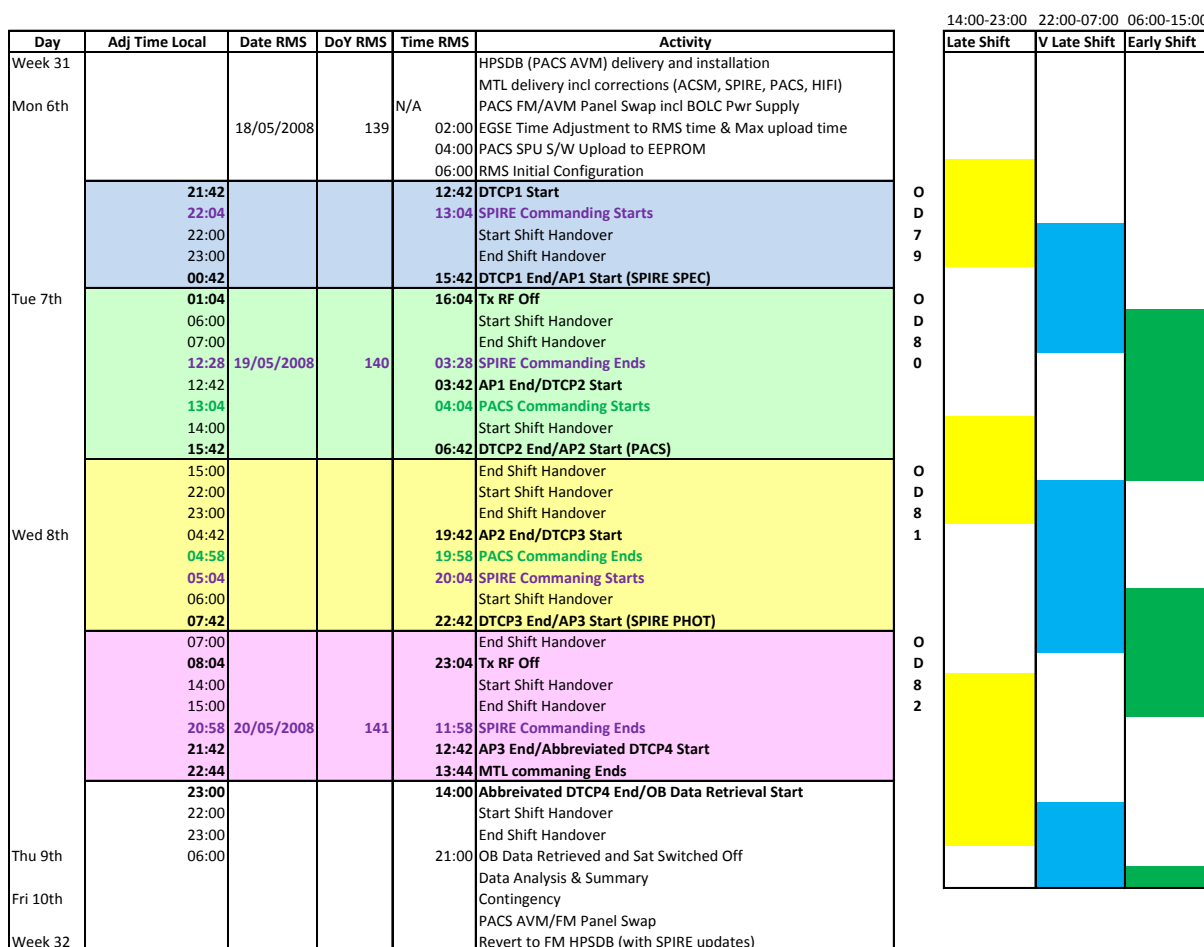 14:00-23:00 22:00-07:00 06:00-15:00
Day Adj Time Local Date RMS DoY RMS Time RMS Activity Late Shift V Late Shift Early Shift
Week 31 HPSDB (PACS AVM) delivery and installation
MTL delivery incl corrections (ACSM, SPIRE, PACS, HIFI)
Mon 6th N/A PACS FM/AVM Panel Swap incl BOLC Pwr Supply
18/05/2008 139 02:00 EGSE Time Adjustment to RMS time & Max upload time
04:00 PACS SPU S/W Upload to EEPROM
06:00 RMS Initial Configuration
21:42 12:42 DTCP1 Start O
22:04 13:04 SPIRE Commanding Starts D
22:00 Start Shift Handover 7
23:00 End Shift Handover 9
00:42 15:42 DTCP1 End/AP1 Start (SPIRE SPEC)
Tue 7th 01:04 16:04 Tx RF Off O
06:00 Start Shift Handover D
07:00 End Shift Handover 8
12:28 19/05/2008 140 03:28 SPIRE Commanding Ends 0
12:42 03:42 AP1 End/DTCP2 Start
13:04 04:04 PACS Commanding Starts
14:00 Start Shift Handover
15:42 06:42 DTCP2 End/AP2 Start (PACS)
15:00 End Shift Handover O
22:00 Start Shift Handover D
23:00 End Shift Handover 8
Wed 8th 04:42 19:42 AP2 End/DTCP3 Start 1
04:58 19:58 PACS Commanding Ends
05:04 20:04 SPIRE Commaning Starts
06:00 Start Shift Handover
07:42 22:42 DTCP3 End/AP3 Start (SPIRE PHOT)
07:00 End Shift Handover O
08:04 23:04 Tx RF Off D
14:00 Start Shift Handover 8
15:00 End Shift Handover 2
20:58 20/05/2008 141 11:58 SPIRE Commanding Ends
21:42 12:42 AP3 End/Abbreviated DTCP4 Start
22:44 13:44 MTL commaning Ends
23:00 14:00 Abbreivated DTCP4 End/OB Data Retrieval Start
22:00 Start Shift Handover
23:00 End Shift Handover
Thu 9th 06:00 21:00 OB Data Retrieved and Sat Switched Off
Data Analysis & Summary
Fri 10th Contingency
PACS AVM/FM Panel Swap
Week 32 Revert to FM HPSDB (with SPIRE updates)